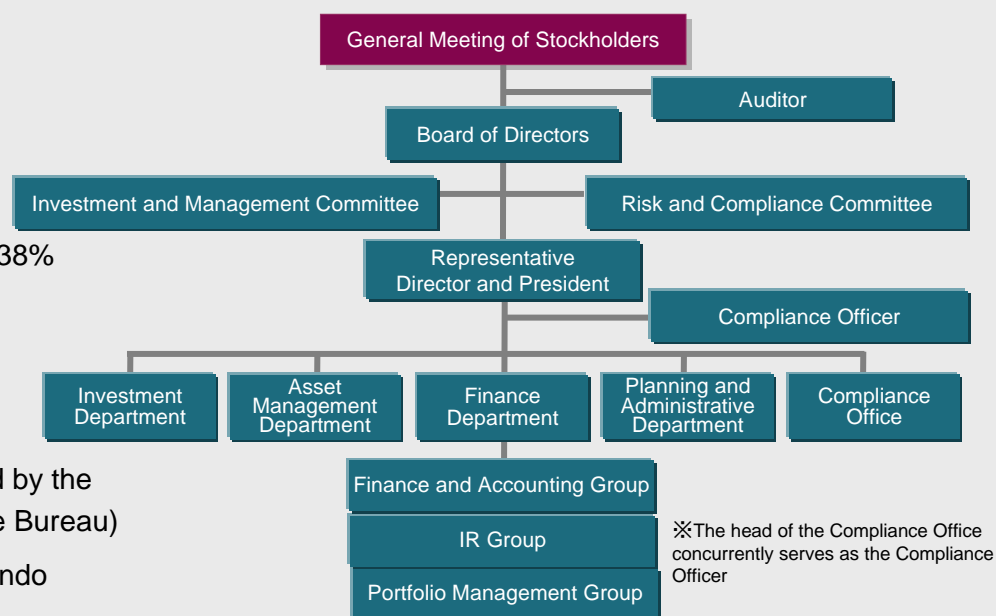 General Meeting of Stockholders
Auditor
Board of Directors
Investment and Management Committee
Risk and Compliance Committee
38%
Representative
Director and President
Compliance Officer
Investment
Department
Asset
Management
Department
Finance
Department
Planning and
Administrative
Department
Compliance
Office
d by the
e Bureau)
ndo
Finance and Accounting Group
IR Group
Portfolio Management Group
※The head of the Compliance Office
concurrently serves as the Compliance
Officer